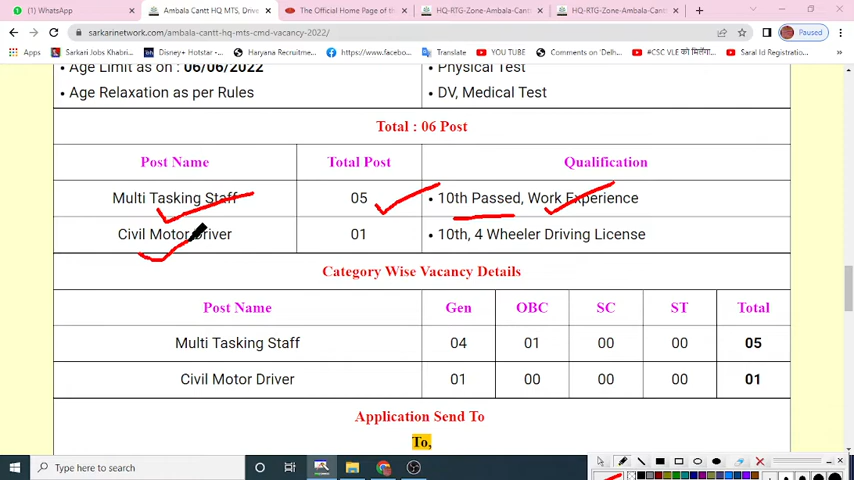 (1) WhatsApp
Ambala Cantt HQ MTS, Drive
The Official Home Page of the
HQ-RTG-Zone-Ambala-Cantt-
HQ-RTG-Zone-Ambala-Cantt-
sarkarinetwork.com/ambala-cantt-hq-mts-cmd-vacancy-2022/
Paused
Apps
Sarkari Jobs Khabri...
Disney+ Hotstar -...
Haryana Recruitme...
https://www.facebo...
Translate
YOU TUBE
Comments on 'Delh...
#CSC VLE को मिलेंगा...
Saral Id Registratio...
• Age Limit as on : 06/06/2022
• Age Relaxation as per Rules
• Physical Test
• DV, Medical Test
Total : 06 Post
Post Name Total Post Qualification
Multi Tasking Staff 05 • 10th Passed, Work Experience
Civil Motor Driver 01 • 10th, 4 Wheeler Driving License
Category Wise Vacancy Details
Post Name Gen OBC SC ST Total
Multi Tasking Staff 04 01 00 00 05
Civil Motor Driver 01 00 00 00 01
Application Send To
To,
Type here to search